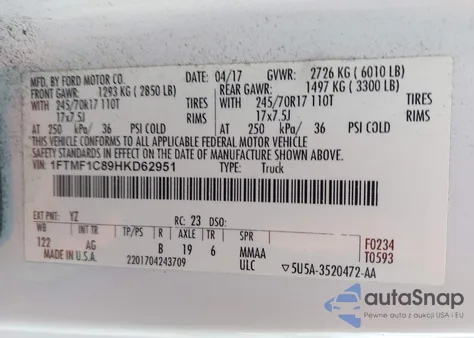 MFD. BY FORD MOTOR CO.
DATE: 04/17 GVWR: 2726 KG ( 6010 LB)
FRONT GAWR: 1293 KG ( 2850 LB) REAR GAWR: 1497 KG ( 3300 LB)
WITH 245/70R17 110T TIRES WITH 245/70R17 110T TIRES
17x7.5J RIMS 17x7.5J RIMS
AT 250 kPa/ 36 PSI COLD AT 250 kPa/ 36 PSI COLD
THIS VEHICLE CONFORMS TO ALL APPLICABLE FEDERAL MOTOR VEHICLE
SAFETY STANDARDS IN EFFECT ON THE DATE OF MANUFACTURE SHOWN ABOVE.
VIN: 1FTMF1C89HKD62951 TYPE: Truck
EXT PNT: YZ RC: 23 DSO: F0234
WB INT TR TP/PS R AXLE TR SPR T0593
122 AG B 19 6 MMAA
U.S.A. 2201704243709 ULC ▽5U5A-3520472-AA
autoSnap
Pewne auto z USA i EU